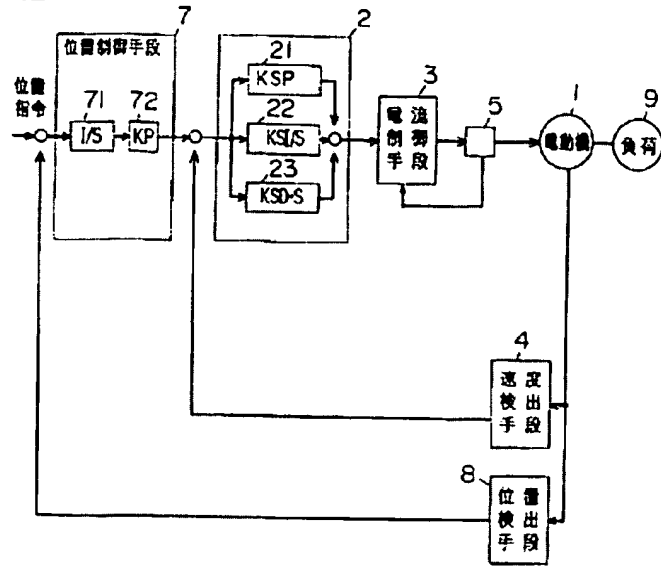 7
位置制御手段
位置
指令
71
I/S
72
KP
2
21
KSP
22
KSI/S
23
KSD・S
3
電流
制御
手段
5
1
電動機
9
負荷
4
速度
検出
手段
8
位置
検出
手段